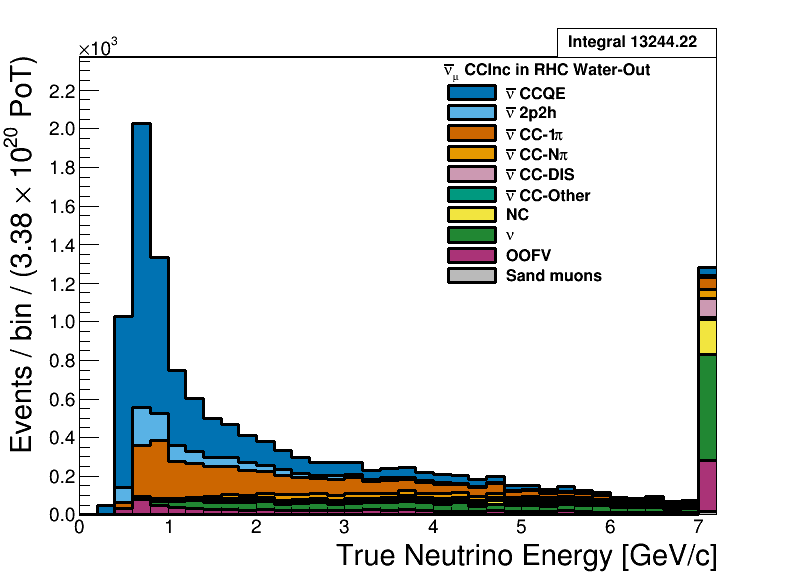 Integral 13244.22
×10³
ν̅μ CCInc in RHC Water-Out
ν̅ CCQE
ν̅ 2p2h
ν̅ CC-1π
ν̅ CC-Nπ
ν̅ CC-DIS
ν̅ CC-Other
NC
ν
OOFV
Sand muons
Events / bin / (3.38 × 10²⁰ PoT)
2.2
2.0
1.8
1.6
1.4
1.2
1.0
0.8
0.6
0.4
0.2
0.0
0 1 2 3 4 5 6 7
True Neutrino Energy [GeV/c]